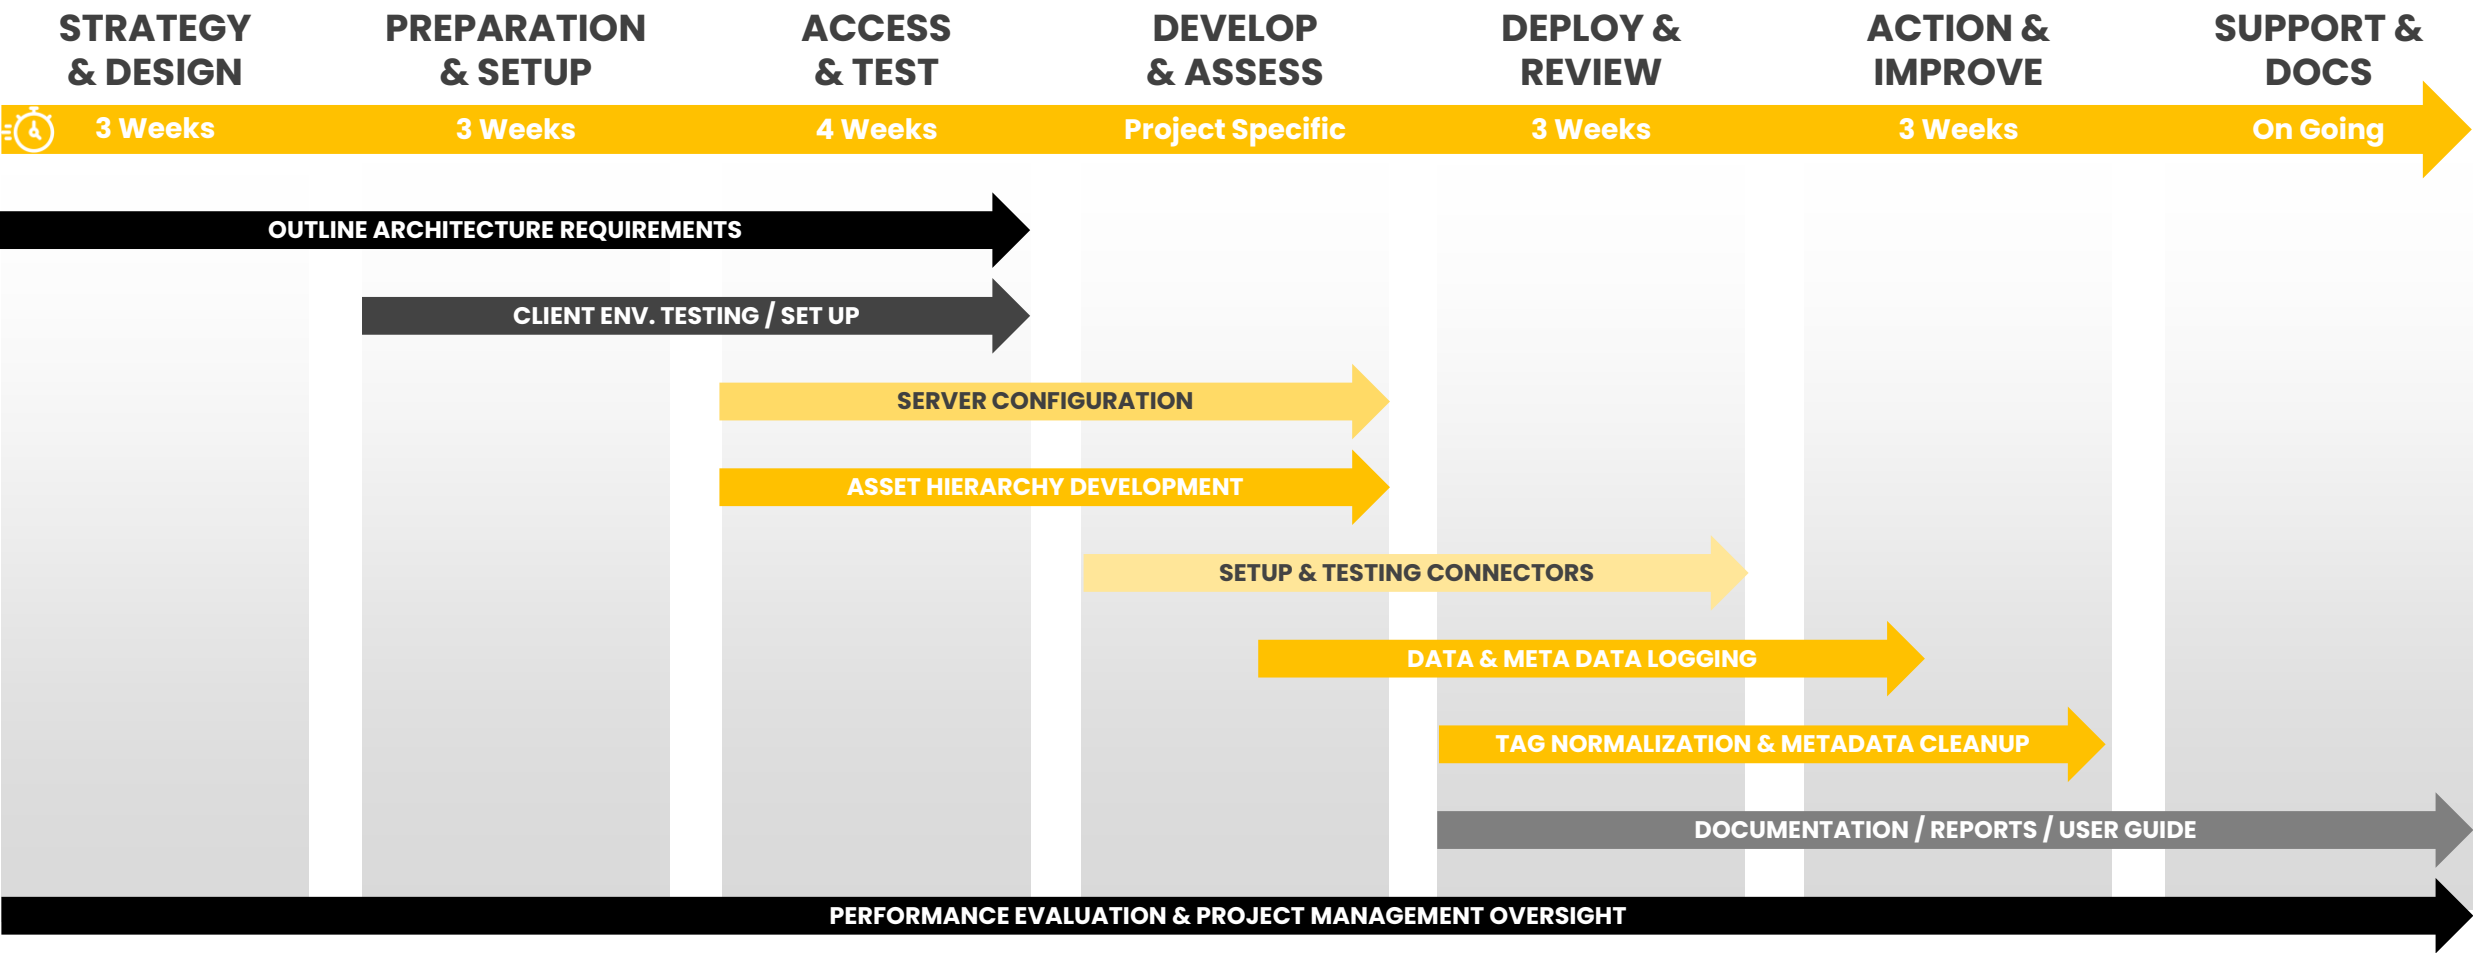 STRATEGY
& DESIGN
PREPARATION
& SETUP
ACCESS
& TEST
DEVELOP
& ASSESS
DEPLOY &
REVIEW
ACTION &
IMPROVE
SUPPORT &
DOCS
3 Weeks
3 Weeks
4 Weeks
Project Specific
3 Weeks
3 Weeks
On Going
OUTLINE ARCHITECTURE REQUIREMENTS
CLIENT ENV. TESTING / SET UP
SERVER CONFIGURATION
ASSET HIERARCHY DEVELOPMENT
SETUP & TESTING CONNECTORS
DATA & META DATA LOGGING
TAG NORMALIZATION & METADATA CLEANUP
DOCUMENTATION / REPORTS / USER GUIDE
PERFORMANCE EVALUATION & PROJECT MANAGEMENT OVERSIGHT